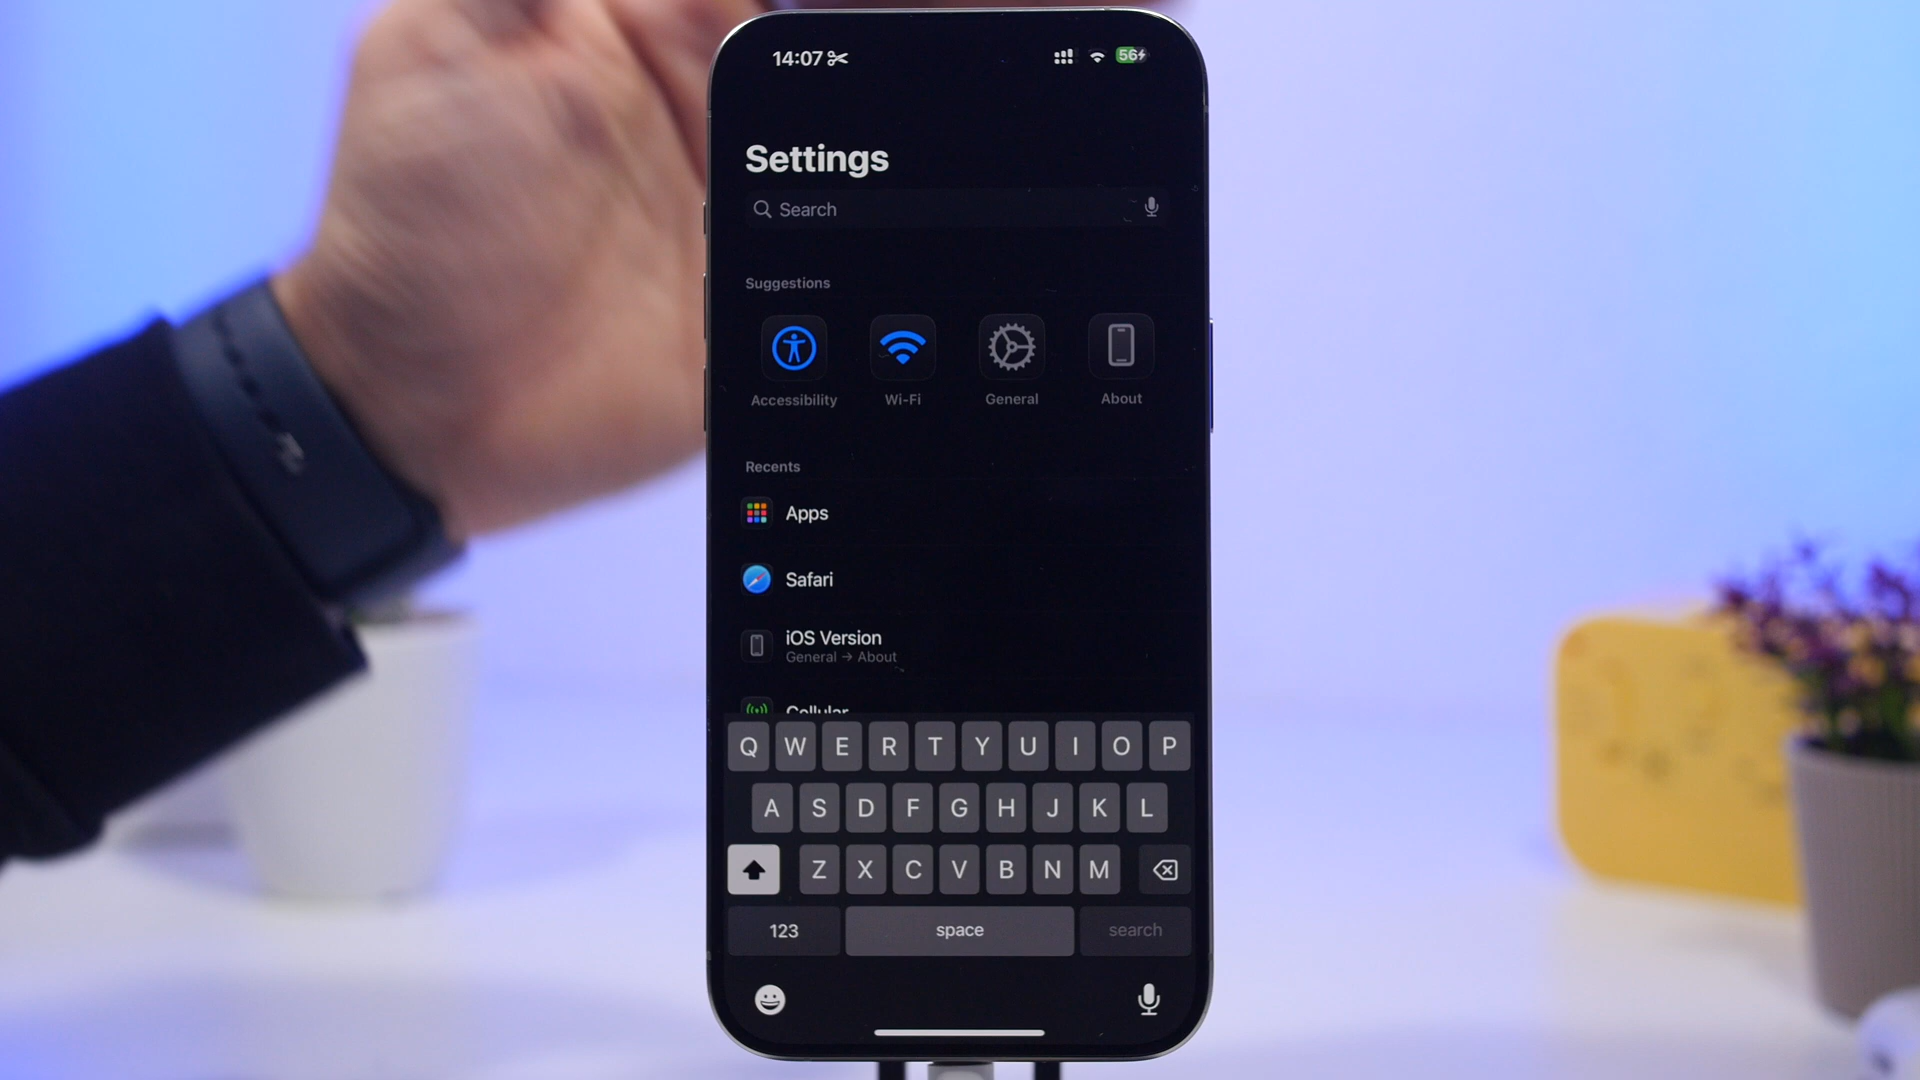 14:07
56
Settings
Search
Suggestions
Accessibility Wi-Fi General About
Recents
Apps
Safari
iOS Version
General → About
Cellular
Q W E R T Y U I O P
A S D F G H J K L
Z X C V B N M
123 space search